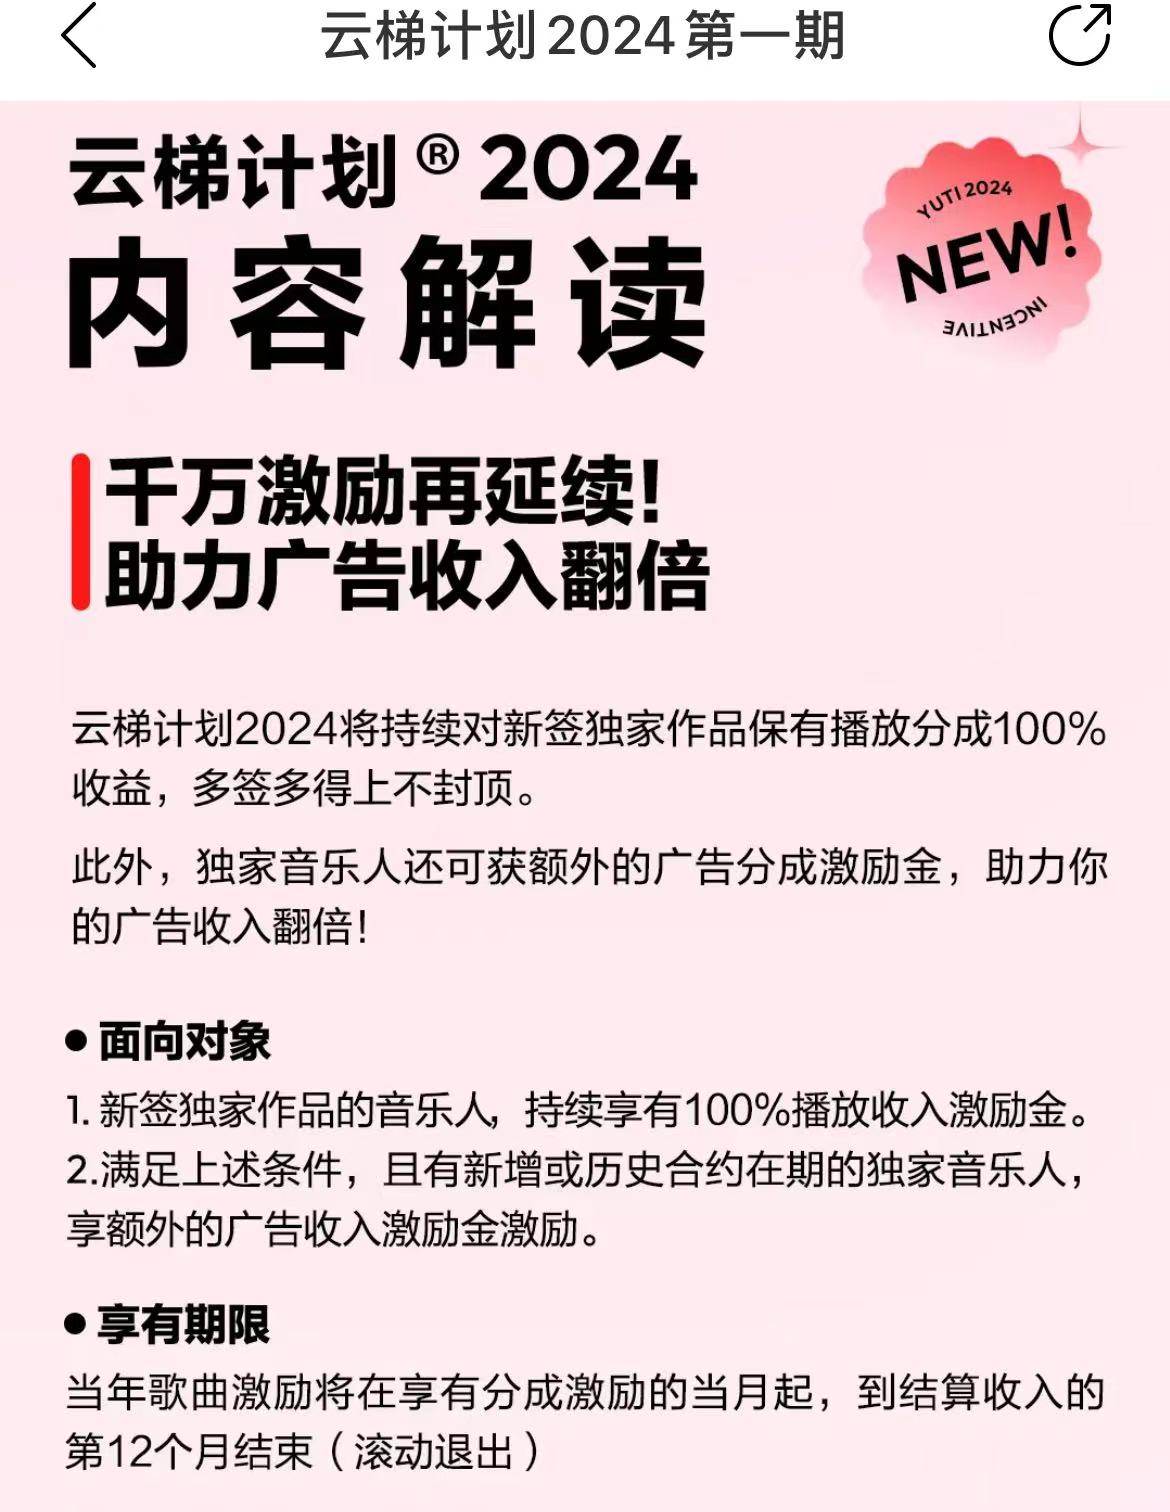 云梯计划2024第一期
云梯计划® 2024
内容解读
YUTI 2024
NEW!
INCENTIVE
千万激励再延续！
助力广告收入翻倍
云梯计划2024将持续对新签独家作品保有播放分成100%
收益，多签多得上不封顶。
此外，独家音乐人还可获额外的广告分成激励金，助力你
的广告收入翻倍！
● 面向对象
1. 新签独家作品的音乐人，持续享有100%播放收入激励金。
2.满足上述条件，且有新增或历史合约在期的独家音乐人，
享额外的广告收入激励金激励。
● 享有期限
当年歌曲激励将在享有分成激励的当月起，到结算收入的
第12个月结束（滚动退出）